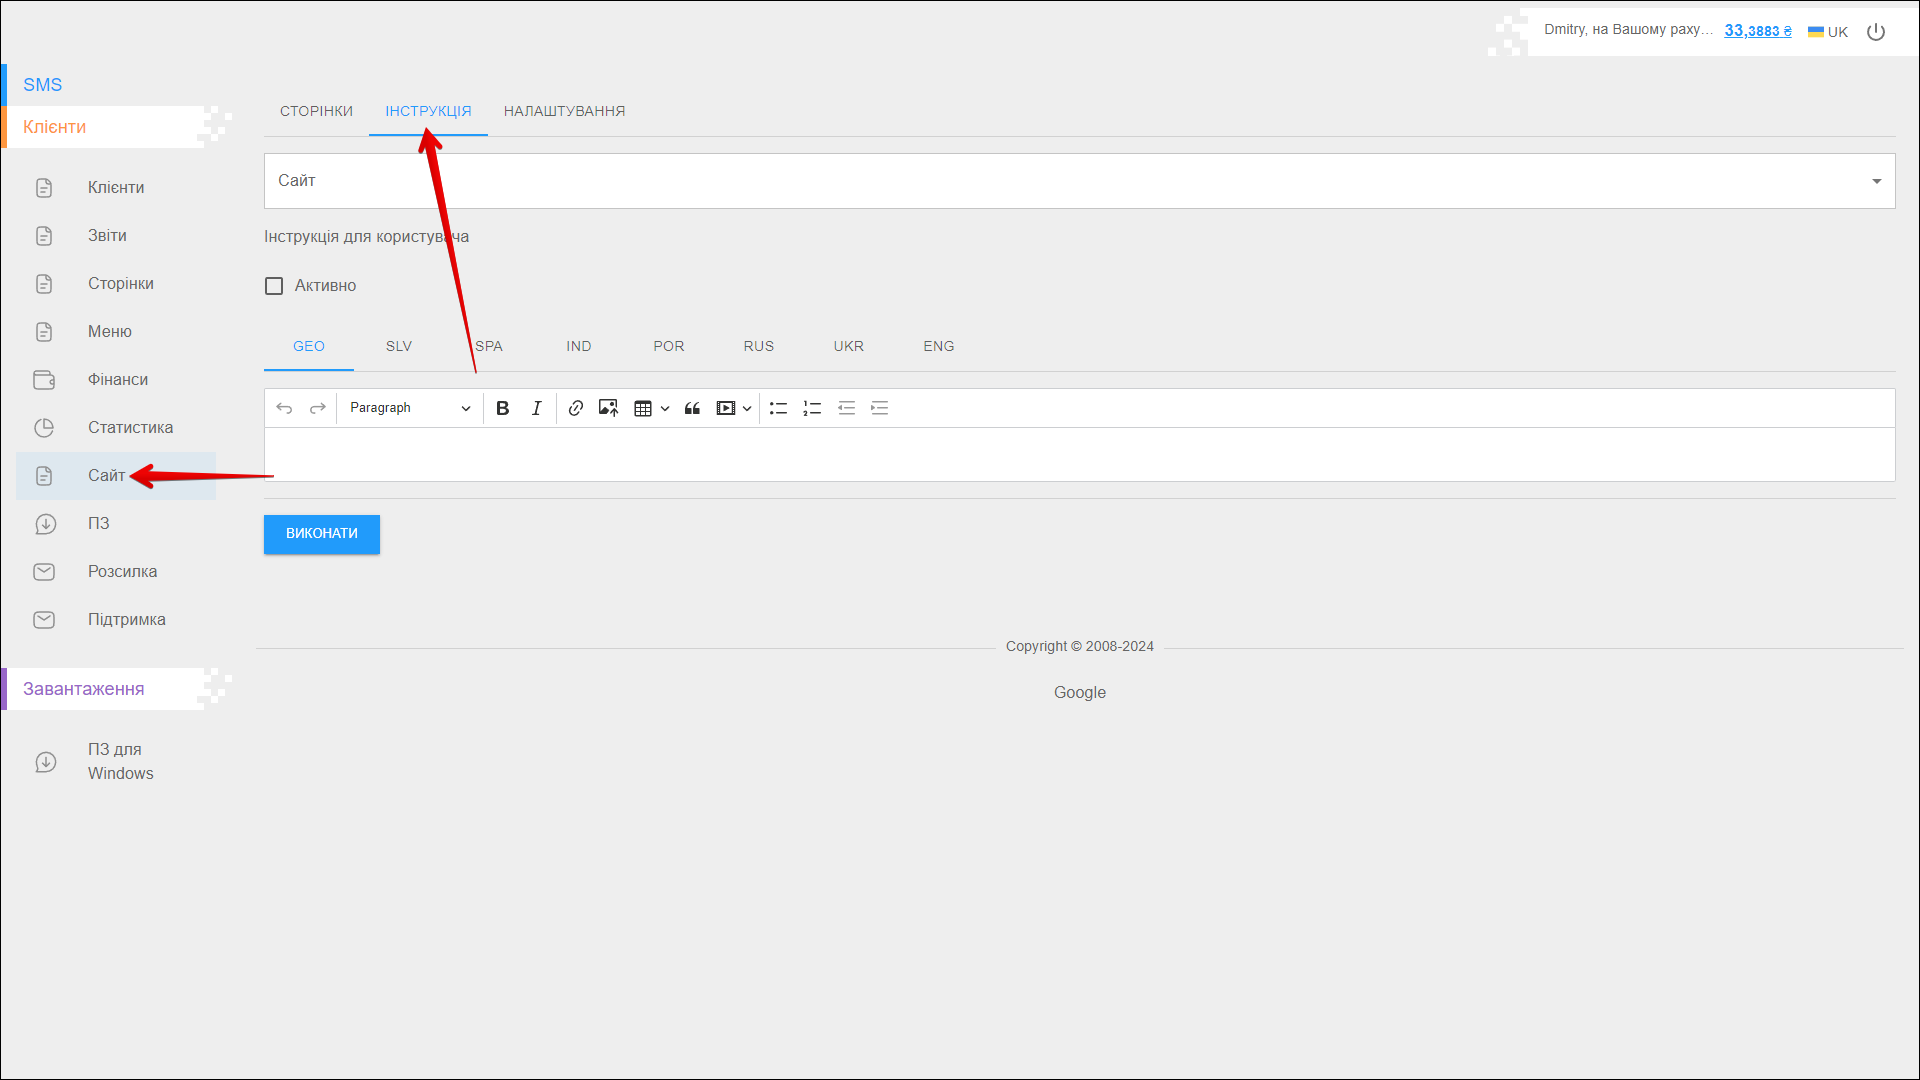 Dmitry, на Вашому раху... 33,3883 ₴ UK
SMS
Клієнти
Клієнти
Звіти
Сторінки
Меню
Фінанси
Статистика
Сайт
ПЗ
Розсилка
Підтримка
Завантаження
ПЗ для
Windows
СТОРІНКИ ІНСТРУКЦІЯ НАЛАШТУВАННЯ
Сайт
Інструкція для користувача
Активно
GEO SLV SPA IND POR RUS UKR ENG
Paragraph
ВИКОНАТИ
Copyright © 2008-2024
Google